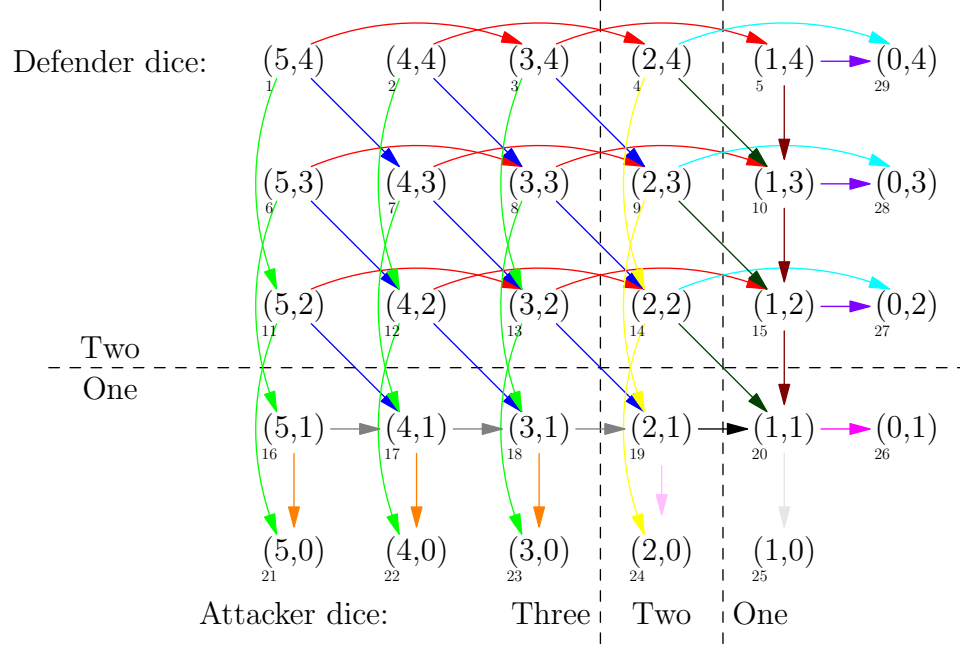 Defender dice: (5,4) (4,4) (3,4) (2,4) (1,4) (0,4)
1 2 3 4 5 29
(5,3) (4,3) (3,3) (2,3) (1,3) (0,3)
6 7 8 9 10 28
(5,2) (4,2) (3,2) (2,2) (1,2) (0,2)
11 12 13 14 15 27
Two
One
(5,1) (4,1) (3,1) (2,1) (1,1) (0,1)
16 17 18 19 20 26
(5,0) (4,0) (3,0) (2,0) (1,0)
21 22 23 24 25
Attacker dice: Three Two One